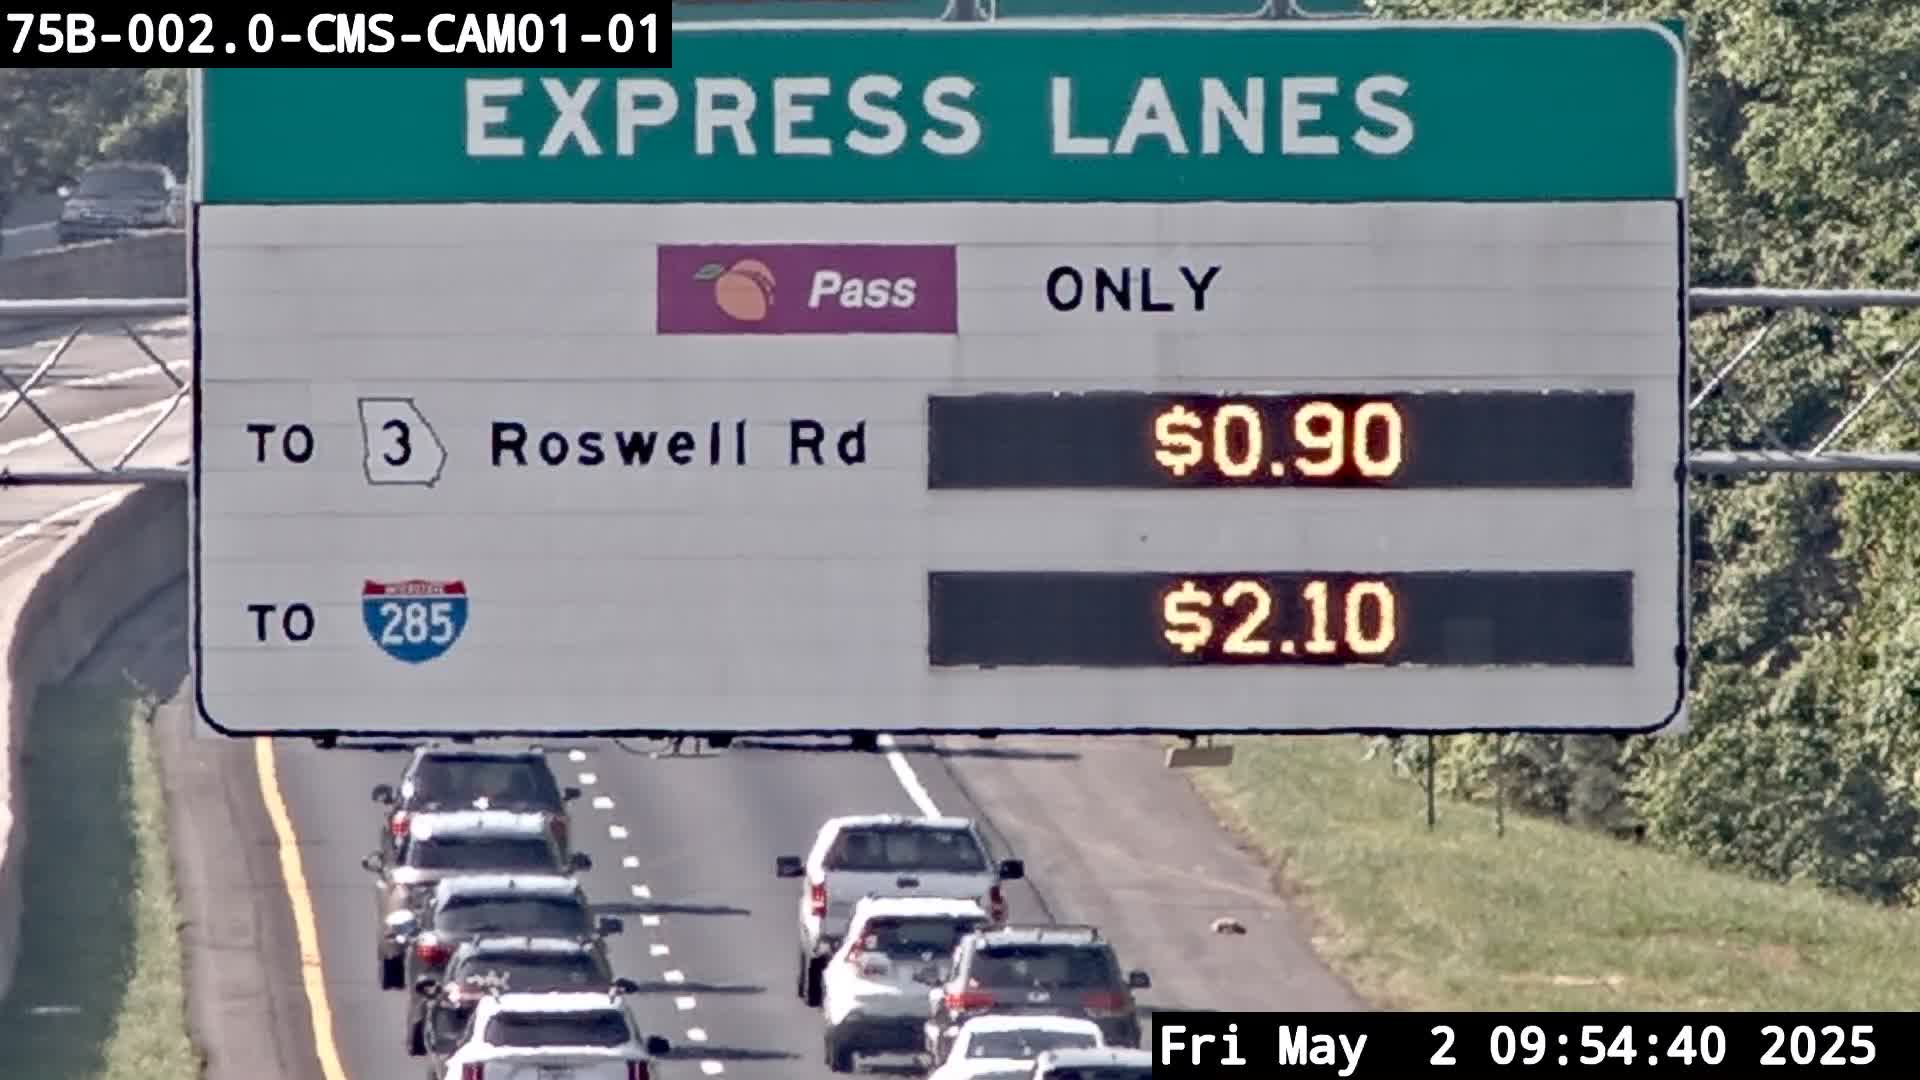 75B-002.0-CMS-CAM01-01
EXPRESS LANES
Pass ONLY
TO 3 Roswell Rd $0.90
INTERSTATE
TO 285 $2.10
Fri May 2 09:54:40 2025